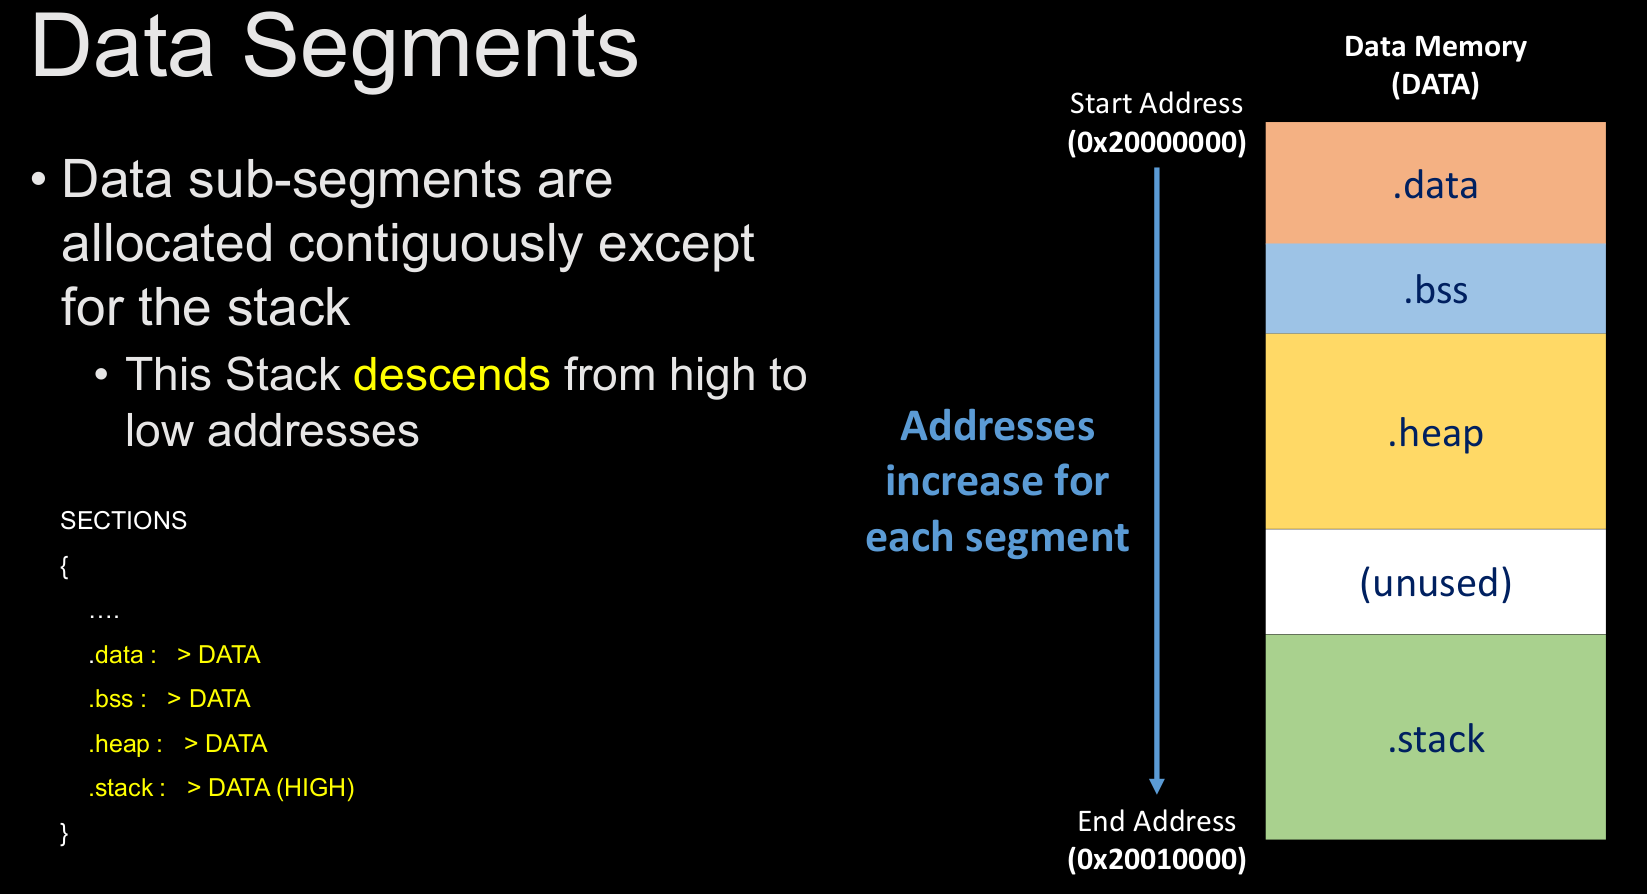 Data Segments
• Data sub-segments are
allocated contiguously except
for the stack
• This Stack descends from high to
low addresses
SECTIONS
{
….
.data :   > DATA
.bss :   > DATA
.heap :   > DATA
.stack :   > DATA (HIGH)
}
Addresses
increase for
each segment
Start Address
(0x20000000)
End Address
(0x20010000)
Data Memory
(DATA)
.data
.bss
.heap
(unused)
.stack